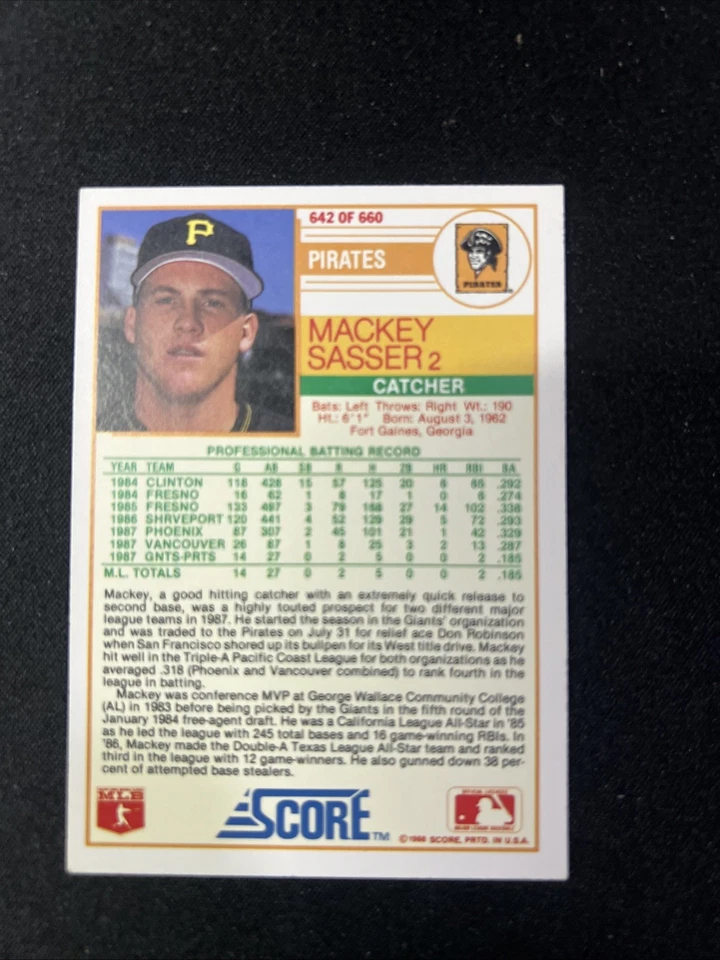 P
642 OF 660
PIRATES
PIRATES
MACKEY
SASSER 2
CATCHER
Bats: Left Throws: Right Wt.: 190
Ht.: 6'1" Born: August 3, 1962
Fort Gaines, Georgia
PROFESSIONAL BATTING RECORD
YEAR TEAM G AB SB R H 2B HR RBI BA
1984 CLINTON 118 428 15 57 125 20 6 65 .292
1984 FRESNO 16 62 1 8 17 1 0 6 .274
1985 FRESNO 133 497 3 79 168 27 14 102 .338
1986 SHRVEPORT 120 441 4 52 129 29 5 72 .293
1987 PHOENIX 87 307 2 45 101 21 1 42 .329
1987 VANCOUVER 26 87 1 8 25 3 2 13 .287
1987 GNTS-PRTS 14 27 0 2 5 0 0 2 .185
M.L. TOTALS 14 27 0 2 5 0 0 2 .185
Mackey, a good hitting catcher with an extremely quick release to
second base, was a highly touted prospect for two different major
league teams in 1987. He started the season in the Giants' organization
and was traded to the Pirates on July 31 for relief ace Don Robinson
when San Francisco shored up its bullpen for its West title drive. Mackey
hit well in the Triple-A Pacific Coast League for both organizations as he
averaged .318 (Phoenix and Vancouver combined) to rank fourth in the
league in batting.
Mackey was conference MVP at George Wallace Community College
(AL) in 1983 before being picked by the Giants in the fifth round of the
January 1984 free-agent draft. He was a California League All-Star in '85
as he led the league with 245 total bases and 16 game-winning RBIs. In
'86, Mackey made the Double-A Texas League All-Star team and ranked
third in the league with 12 game-winners. He also gunned down 38 per-
cent of attempted base stealers.
MLB
SCORE TM
©1988 SCORE, PRTD. IN U.S.A.